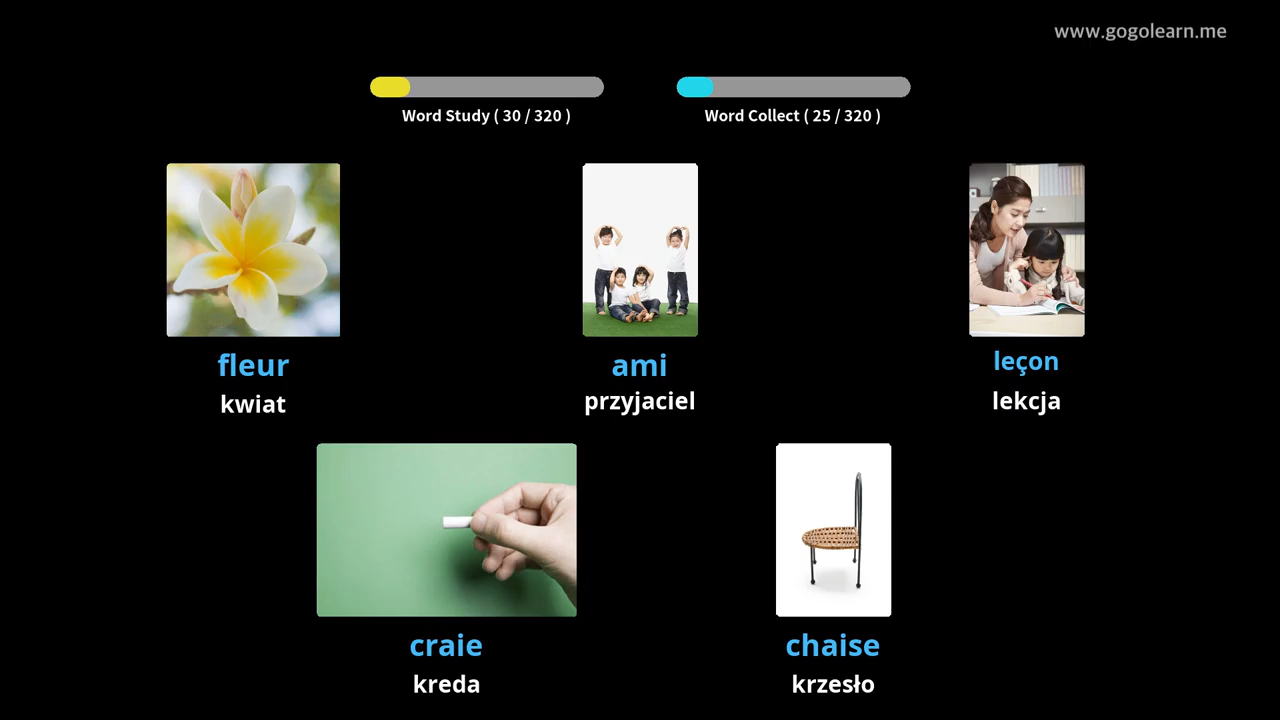 www.gogolearn.me
Word Study ( 30 / 320 )
Word Collect ( 25 / 320 )
fleur
kwiat
ami
przyjaciel
leçon
lekcja
craie
kreda
chaise
krzesło